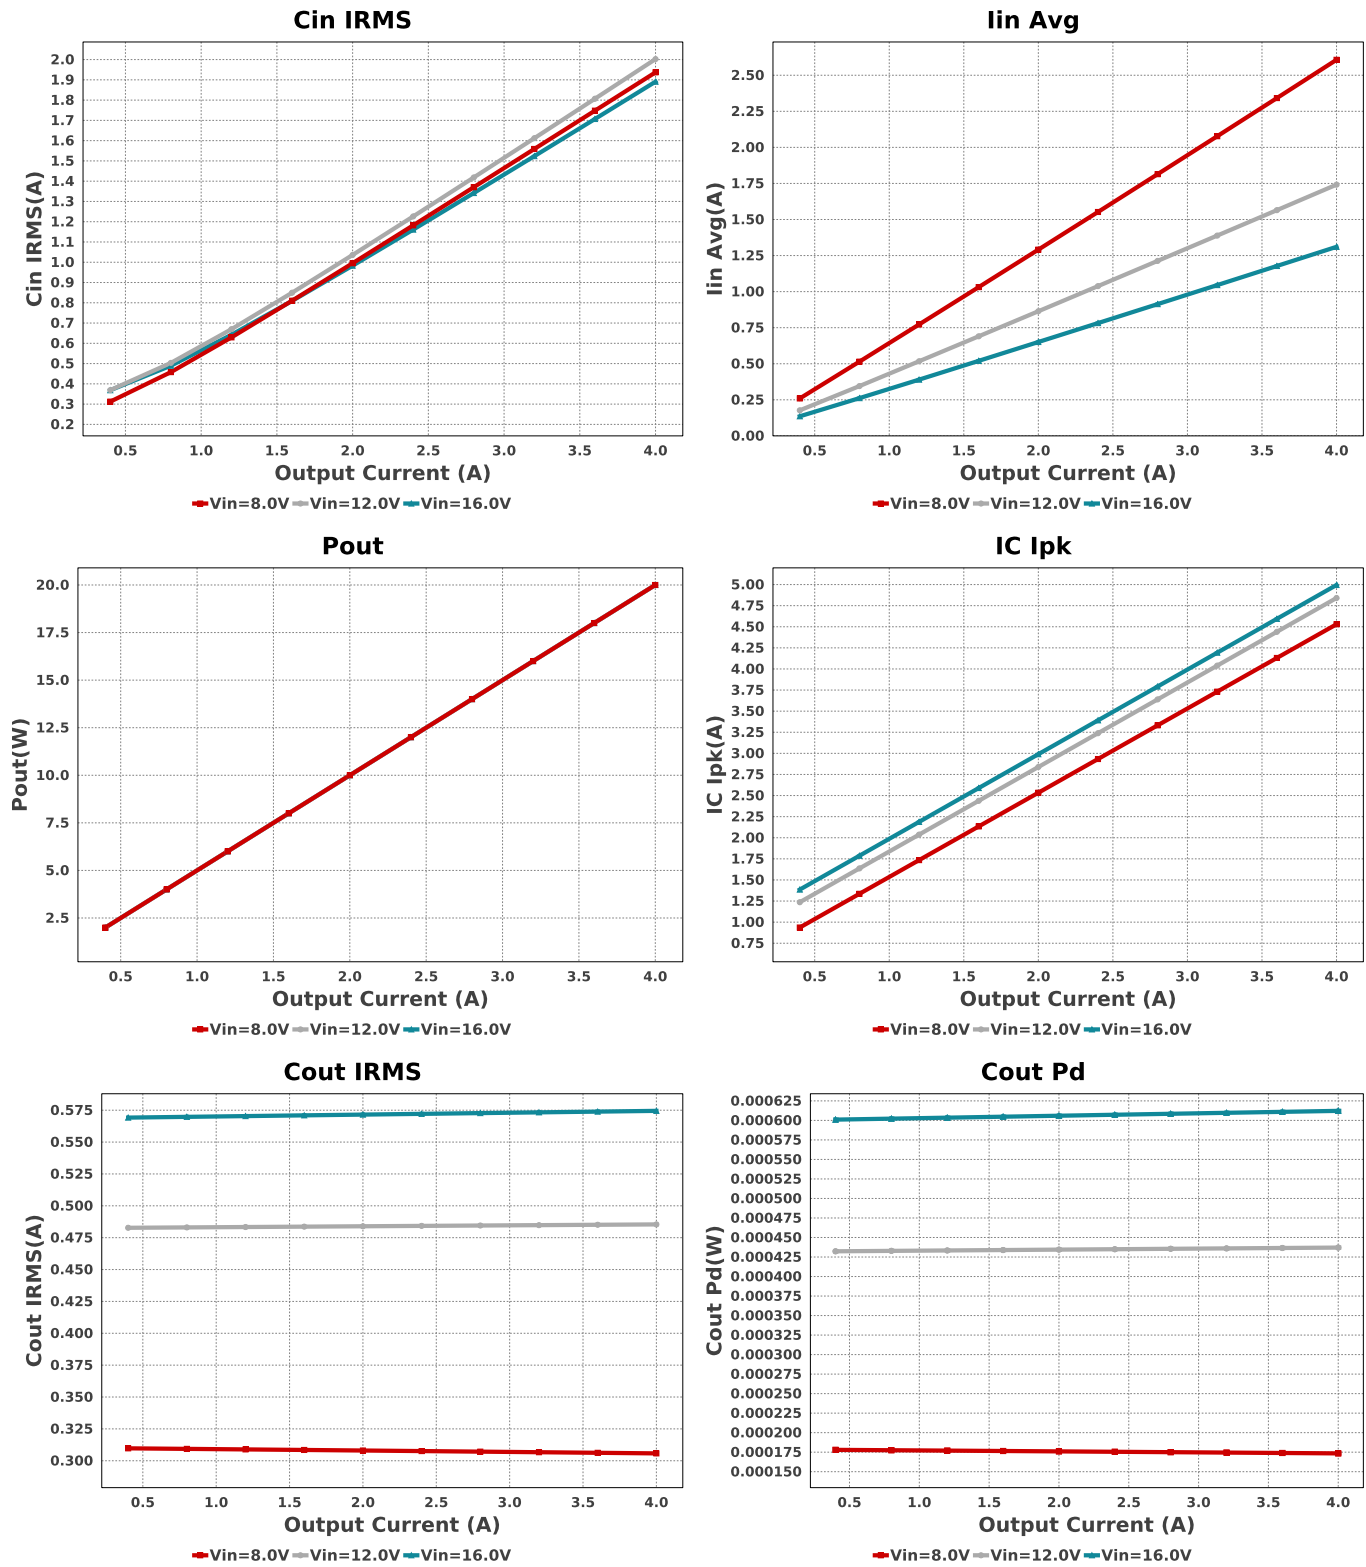 Cin IRMS
Cin IRMS(A)
2.0
1.9
1.8
1.7
1.6
1.5
1.4
1.3
1.2
1.1
1.0
0.9
0.8
0.7
0.6
0.5
0.4
0.3
0.2
0.5 1.0 1.5 2.0 2.5 3.0 3.5 4.0
Output Current (A)
Vin=8.0V Vin=12.0V Vin=16.0V
Iin Avg
Iin Avg(A)
2.50
2.25
2.00
1.75
1.50
1.25
1.00
0.75
0.50
0.25
0.00
0.5 1.0 1.5 2.0 2.5 3.0 3.5 4.0
Output Current (A)
Vin=8.0V Vin=12.0V Vin=16.0V
Pout
Pout(W)
20.0
17.5
15.0
12.5
10.0
7.5
5.0
2.5
0.5 1.0 1.5 2.0 2.5 3.0 3.5 4.0
Output Current (A)
Vin=8.0V Vin=12.0V Vin=16.0V
IC Ipk
IC Ipk(A)
5.00
4.75
4.50
4.25
4.00
3.75
3.50
3.25
3.00
2.75
2.50
2.25
2.00
1.75
1.50
1.25
1.00
0.75
0.5 1.0 1.5 2.0 2.5 3.0 3.5 4.0
Output Current (A)
Vin=8.0V Vin=12.0V Vin=16.0V
Cout IRMS
Cout IRMS(A)
0.575
0.550
0.525
0.500
0.475
0.450
0.425
0.400
0.375
0.350
0.325
0.300
0.5 1.0 1.5 2.0 2.5 3.0 3.5 4.0
Output Current (A)
Vin=8.0V Vin=12.0V Vin=16.0V
Cout Pd
Cout Pd(W)
0.000625
0.000600
0.000575
0.000550
0.000525
0.000500
0.000475
0.000450
0.000425
0.000400
0.000375
0.000350
0.000325
0.000300
0.000275
0.000250
0.000225
0.000200
0.000175
0.000150
0.5 1.0 1.5 2.0 2.5 3.0 3.5 4.0
Output Current (A)
Vin=8.0V Vin=12.0V Vin=16.0V